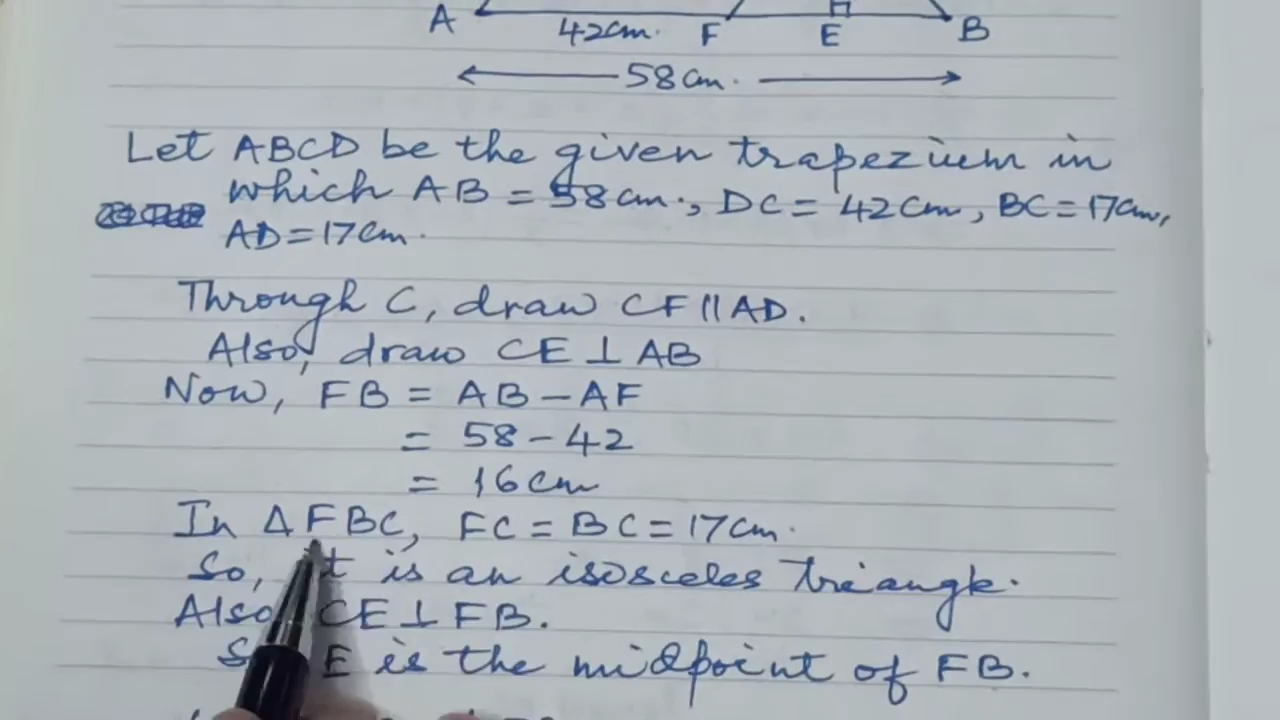 A 42cm. F E B
58cm.
Let ABCD be the given trapezium in
which AB = 58cm., DC = 42cm, BC = 17cm,
AD = 17cm.
Through C, draw CF || AD.
Also, draw CE ⊥ AB
Now, FB = AB - AF
= 58 - 42
= 16cm
In Δ FBC, FC = BC = 17cm.
So, it is an isosceles triangle.
Also CE ⊥ FB.
E is the midpoint of FB.